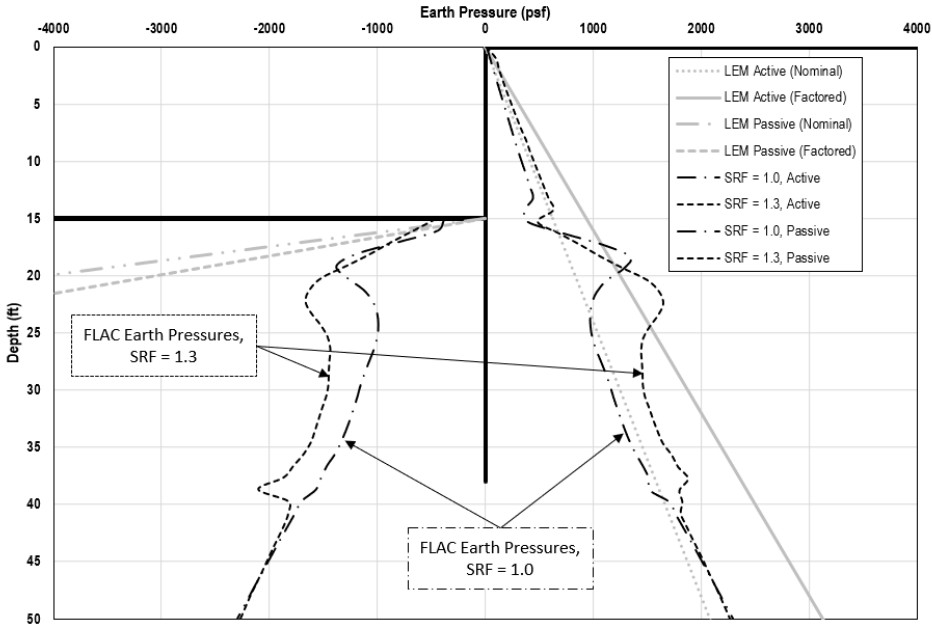 Earth Pressure (psf)
-4000 -2000 -1000 0 1000 2000 3000 4000
0
5
10
15
20
25
30
35
40
45
50
Depth (ft)
LEM Active (Nominal)
LEM Active (Factored)
LEM Passive (Nominal)
LEM Passive (Factored)
SRF = 1.0, Active
SRF = 1.3, Active
SRF = 1.0, Passive
SRF = 1.3, Passive
FLAC Earth Pressures,
SRF = 1.3
FLAC Earth Pressures,
SRF = 1.0